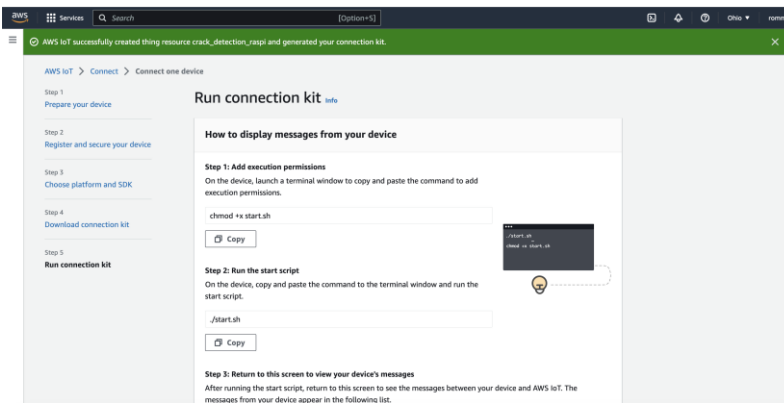 aws
Services
Search
[Option+S]
Ohio ▼
AWS IoT successfully created thing resource crack_detection_raspi and generated your connection kit.
AWS IoT > Connect > Connect one device
Step 1
Prepare your device
Step 2
Register and secure your device
Step 3
Choose platform and SDK
Step 4
Download connection kit
Step 5
Run connection kit
Run connection kit Info
How to display messages from your device
Step 1: Add execution permissions
On the device, launch a terminal window to copy and paste the command to add
execution permissions.
chmod +x start.sh
Copy
./start.sh
chmod +x start.sh
Step 2: Run the start script
On the device, copy and paste the command to the terminal window and run the
start script.
./start.sh
Copy
Step 3: Return to this screen to view your device's messages
After running the start script, return to this screen to see the messages between your device and AWS IoT. The
messages from your device appear in the following list.